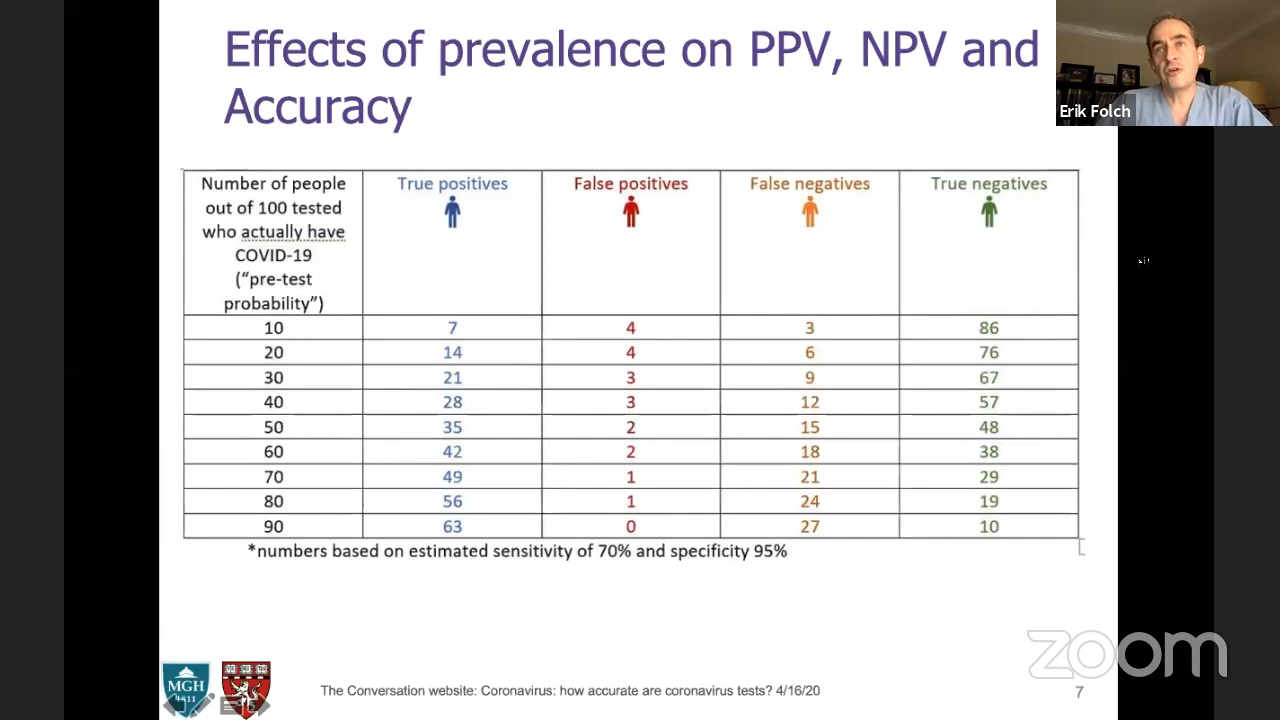 Effects of prevalence on PPV, NPV and
Accuracy
Erik Folch
Number of people
out of 100 tested
who actually have
COVID-19
(“pre-test
probability”)
True positives
False positives
False negatives
True negatives
10 7 4 3 86
20 14 4 6 76
30 21 3 9 67
40 28 3 12 57
50 35 2 15 48
60 42 2 18 38
70 49 1 21 29
80 56 1 24 19
90 63 0 27 10
*numbers based on estimated sensitivity of 70% and specificity 95%
MGH
1811
The Conversation website: Coronavirus: how accurate are coronavirus tests? 4/16/20
7
zoom